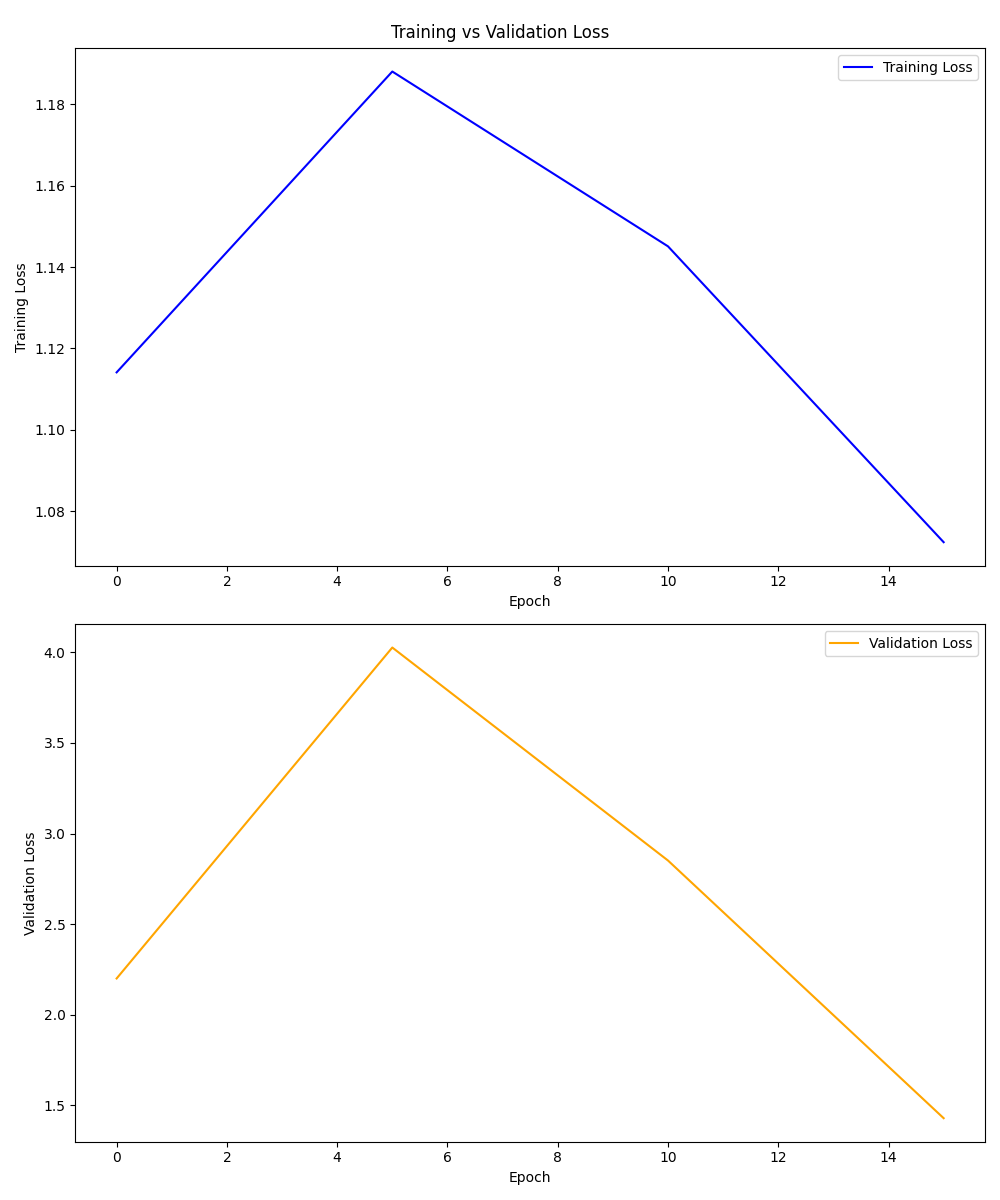 Training vs Validation Loss
Training Loss
1.18
1.16
1.14
1.12
1.10
1.08
Training Loss
0 2 4 6 8 10 12 14
Epoch
Validation Loss
4.0
3.5
3.0
2.5
2.0
1.5
Validation Loss
0 2 4 6 8 10 12 14
Epoch